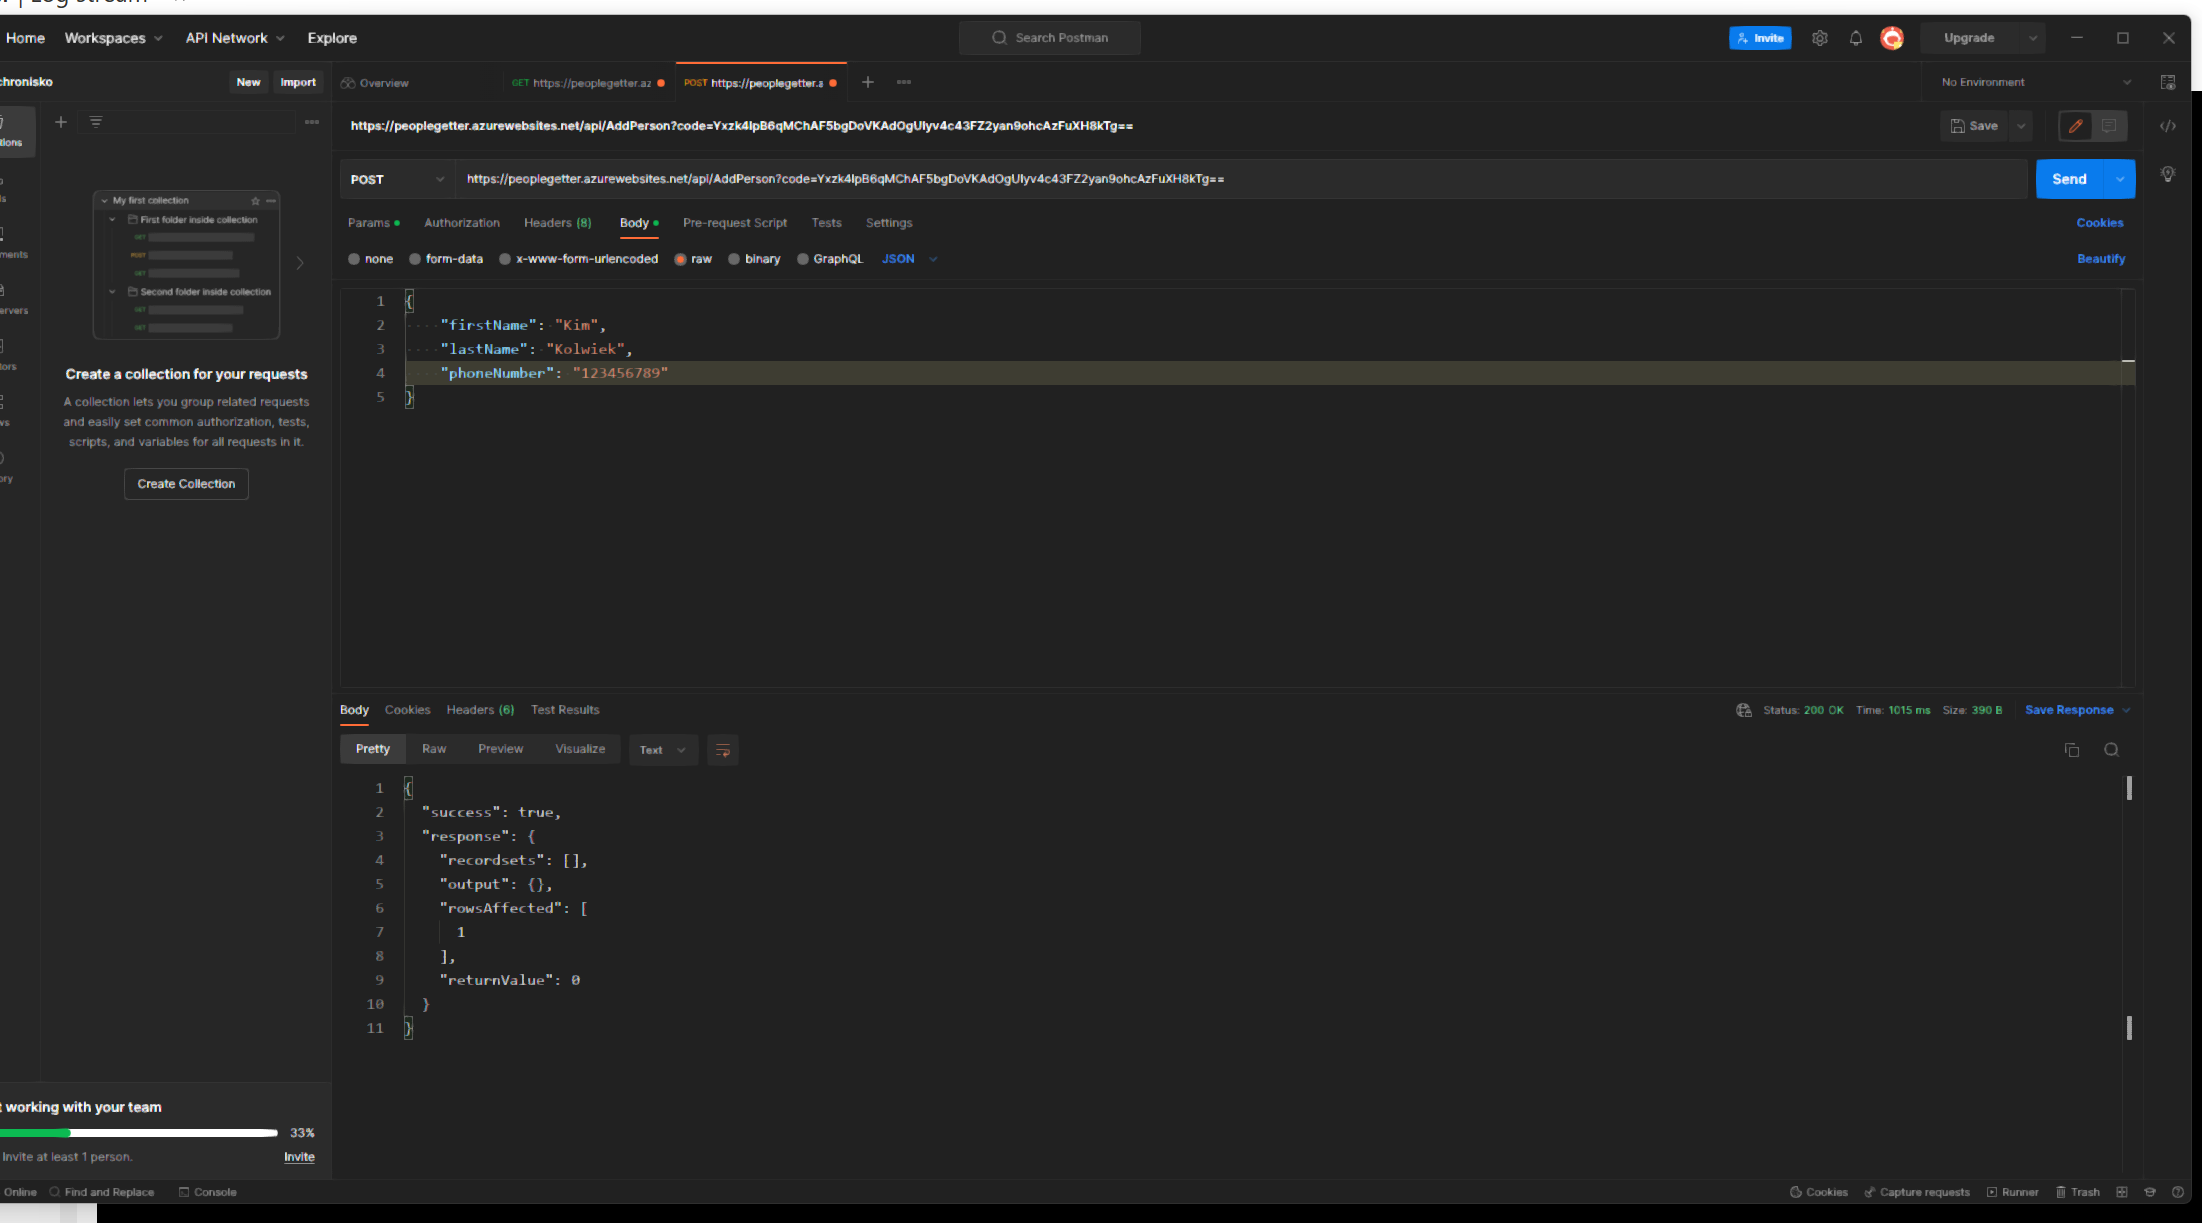 Log stream
Home Workspaces API Network Explore Search Postman Invite Upgrade
chronisko New Import Overview GET https://peoplegetter.az POST https://peoplegetter.a No Environment
https://peoplegetter.azurewebsites.net/api/AddPerson?code=Yxzk4IpB6qMChAF5bgDoVKAdOgUIyv4c43FZ2yan9ohcAzFuXH8kTg==
Save
POST https://peoplegetter.azurewebsites.net/api/AddPerson?code=Yxzk4IpB6qMChAF5bgDoVKAdOgUIyv4c43FZ2yan9ohcAzFuXH8kTg==
Send
Params Authorization Headers (8) Body Pre-request Script Tests Settings Cookies
none form-data x-www-form-urlencoded raw binary GraphQL JSON Beautify
1 {
2 "firstName": "Kim",
3 "lastName": "Kolwiek",
4 "phoneNumber": "123456789"
5 }
My first collection
First folder inside collection
GET
POST
GET
Second folder inside collection
GET
GET
Create a collection for your requests
A collection lets you group related requests
and easily set common authorization, tests,
scripts, and variables for all requests in it.
Create Collection
Body Cookies Headers (6) Test Results Status: 200 OK Time: 1015 ms Size: 390 B Save Response
Pretty Raw Preview Visualize Text
1 {
2 "success": true,
3 "response": {
4 "recordsets": [],
5 "output": {},
6 "rowsAffected": [
7 1
8 ],
9 "returnValue": 0
10 }
11 }
t working with your team
33%
Invite at least 1 person. Invite
Online Find and Replace Console Cookies Capture requests Runner Trash